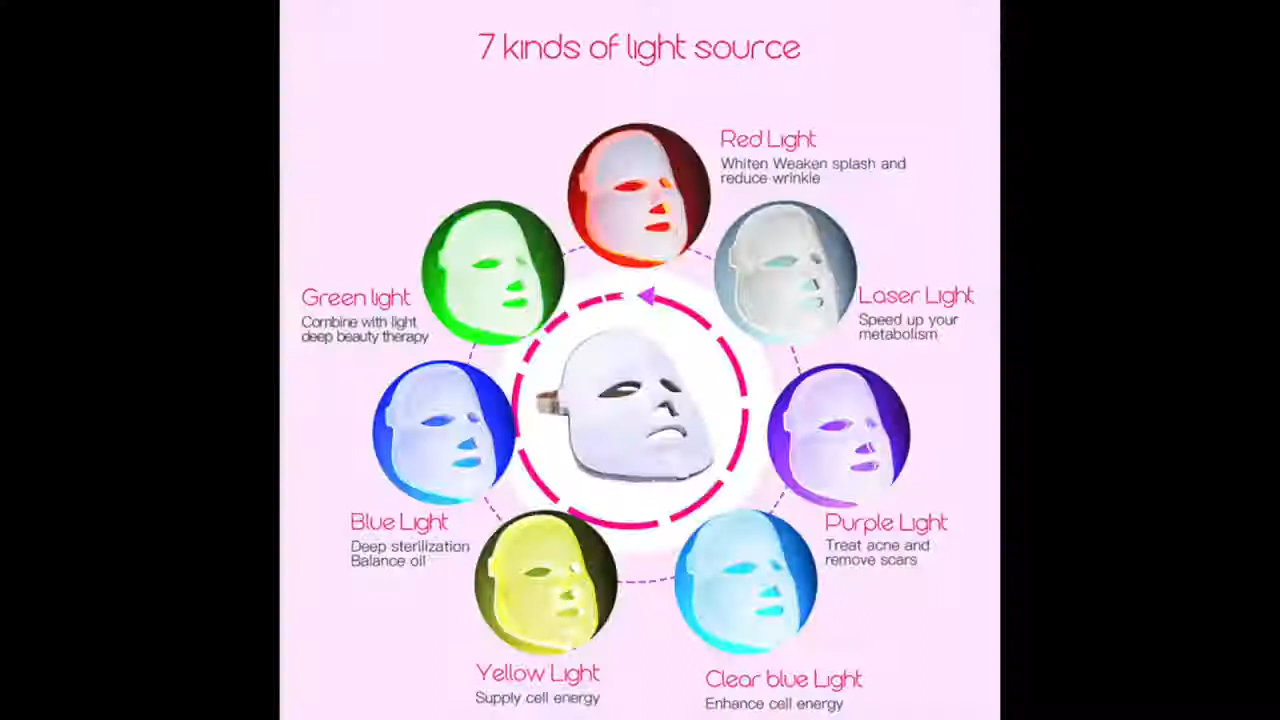 7 kinds of light source
Red Light
Whiten Weaken splash and
reduce wrinkle
Laser Light
Speed up your
metabolism
Purple Light
Treat acne and
remove scars
Clear blue Light
Enhance cell energy
Yellow Light
Supply cell energy
Blue Light
Deep sterilization
Balance oil
Green light
Combine with light
deep beauty therapy